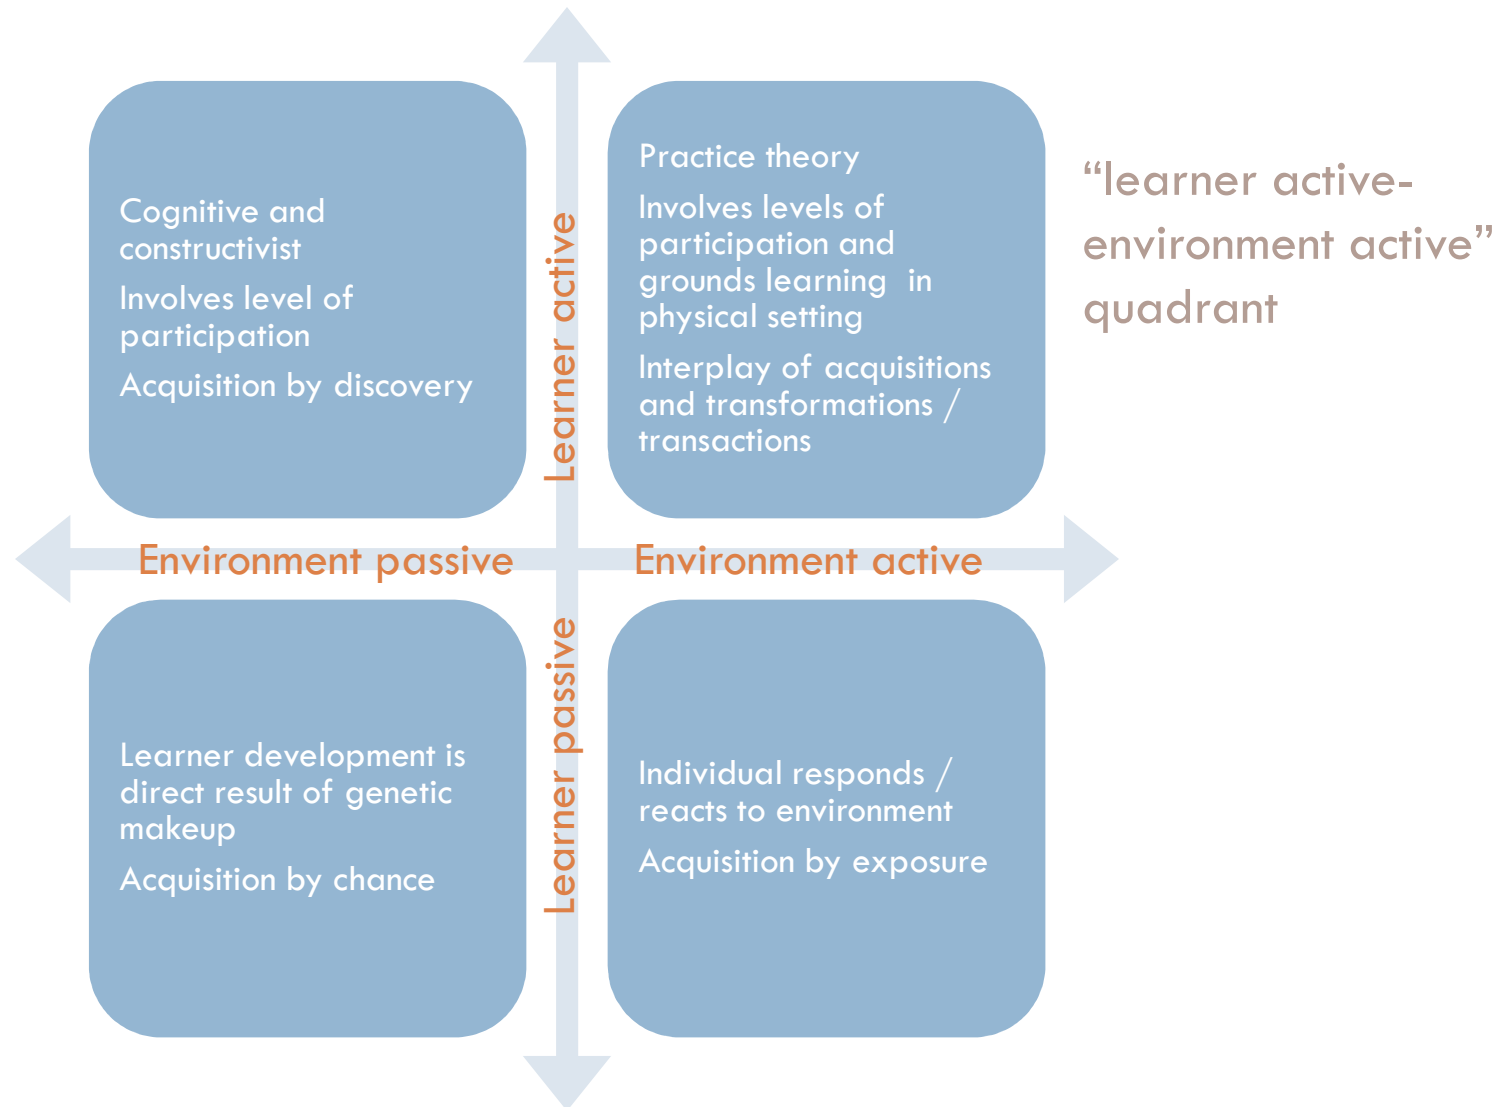 Cognitive and
constructivist
Involves level of
participation
Acquisition by discovery
Learner active
Practice theory
Involves levels of
participation and
grounds learning  in
physical setting
Interplay of acquisitions
and transformations /
transactions
“learner active-
environment active”
quadrant
Environment passive
Environment active
Learner development is
direct result of genetic
makeup
Acquisition by chance
Learner passive
Individual responds /
reacts to environment
Acquisition by exposure